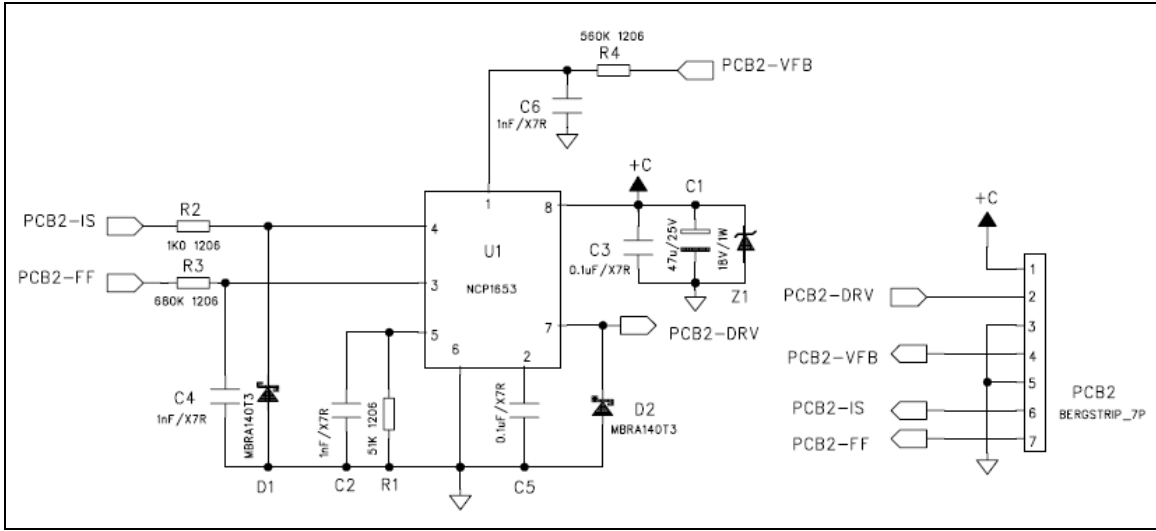 560K 1206
R4
PCB2-VFB
C6
1nF/X7R
+C
C1
+C
PCB2-IS
R2
1K0 1206
4
1
8
U1
NCP1653
C3
0.1uF/X7R
47u/25V
18V/1W
Z1
PCB2-FF
R3
680K 1206
3
5
6
2
7
PCB2-DRV
C4
1nF/X7R
MBRA140T3
D1
1nF/X7R
C2
51K 1206
R1
0.1uF/X7R
C5
D2
MBRA140T3
PCB2-DRV
PCB2-VFB
PCB2-IS
PCB2-FF
1
2
3
4
5
6
7
PCB2
BERGSTRIP_7P